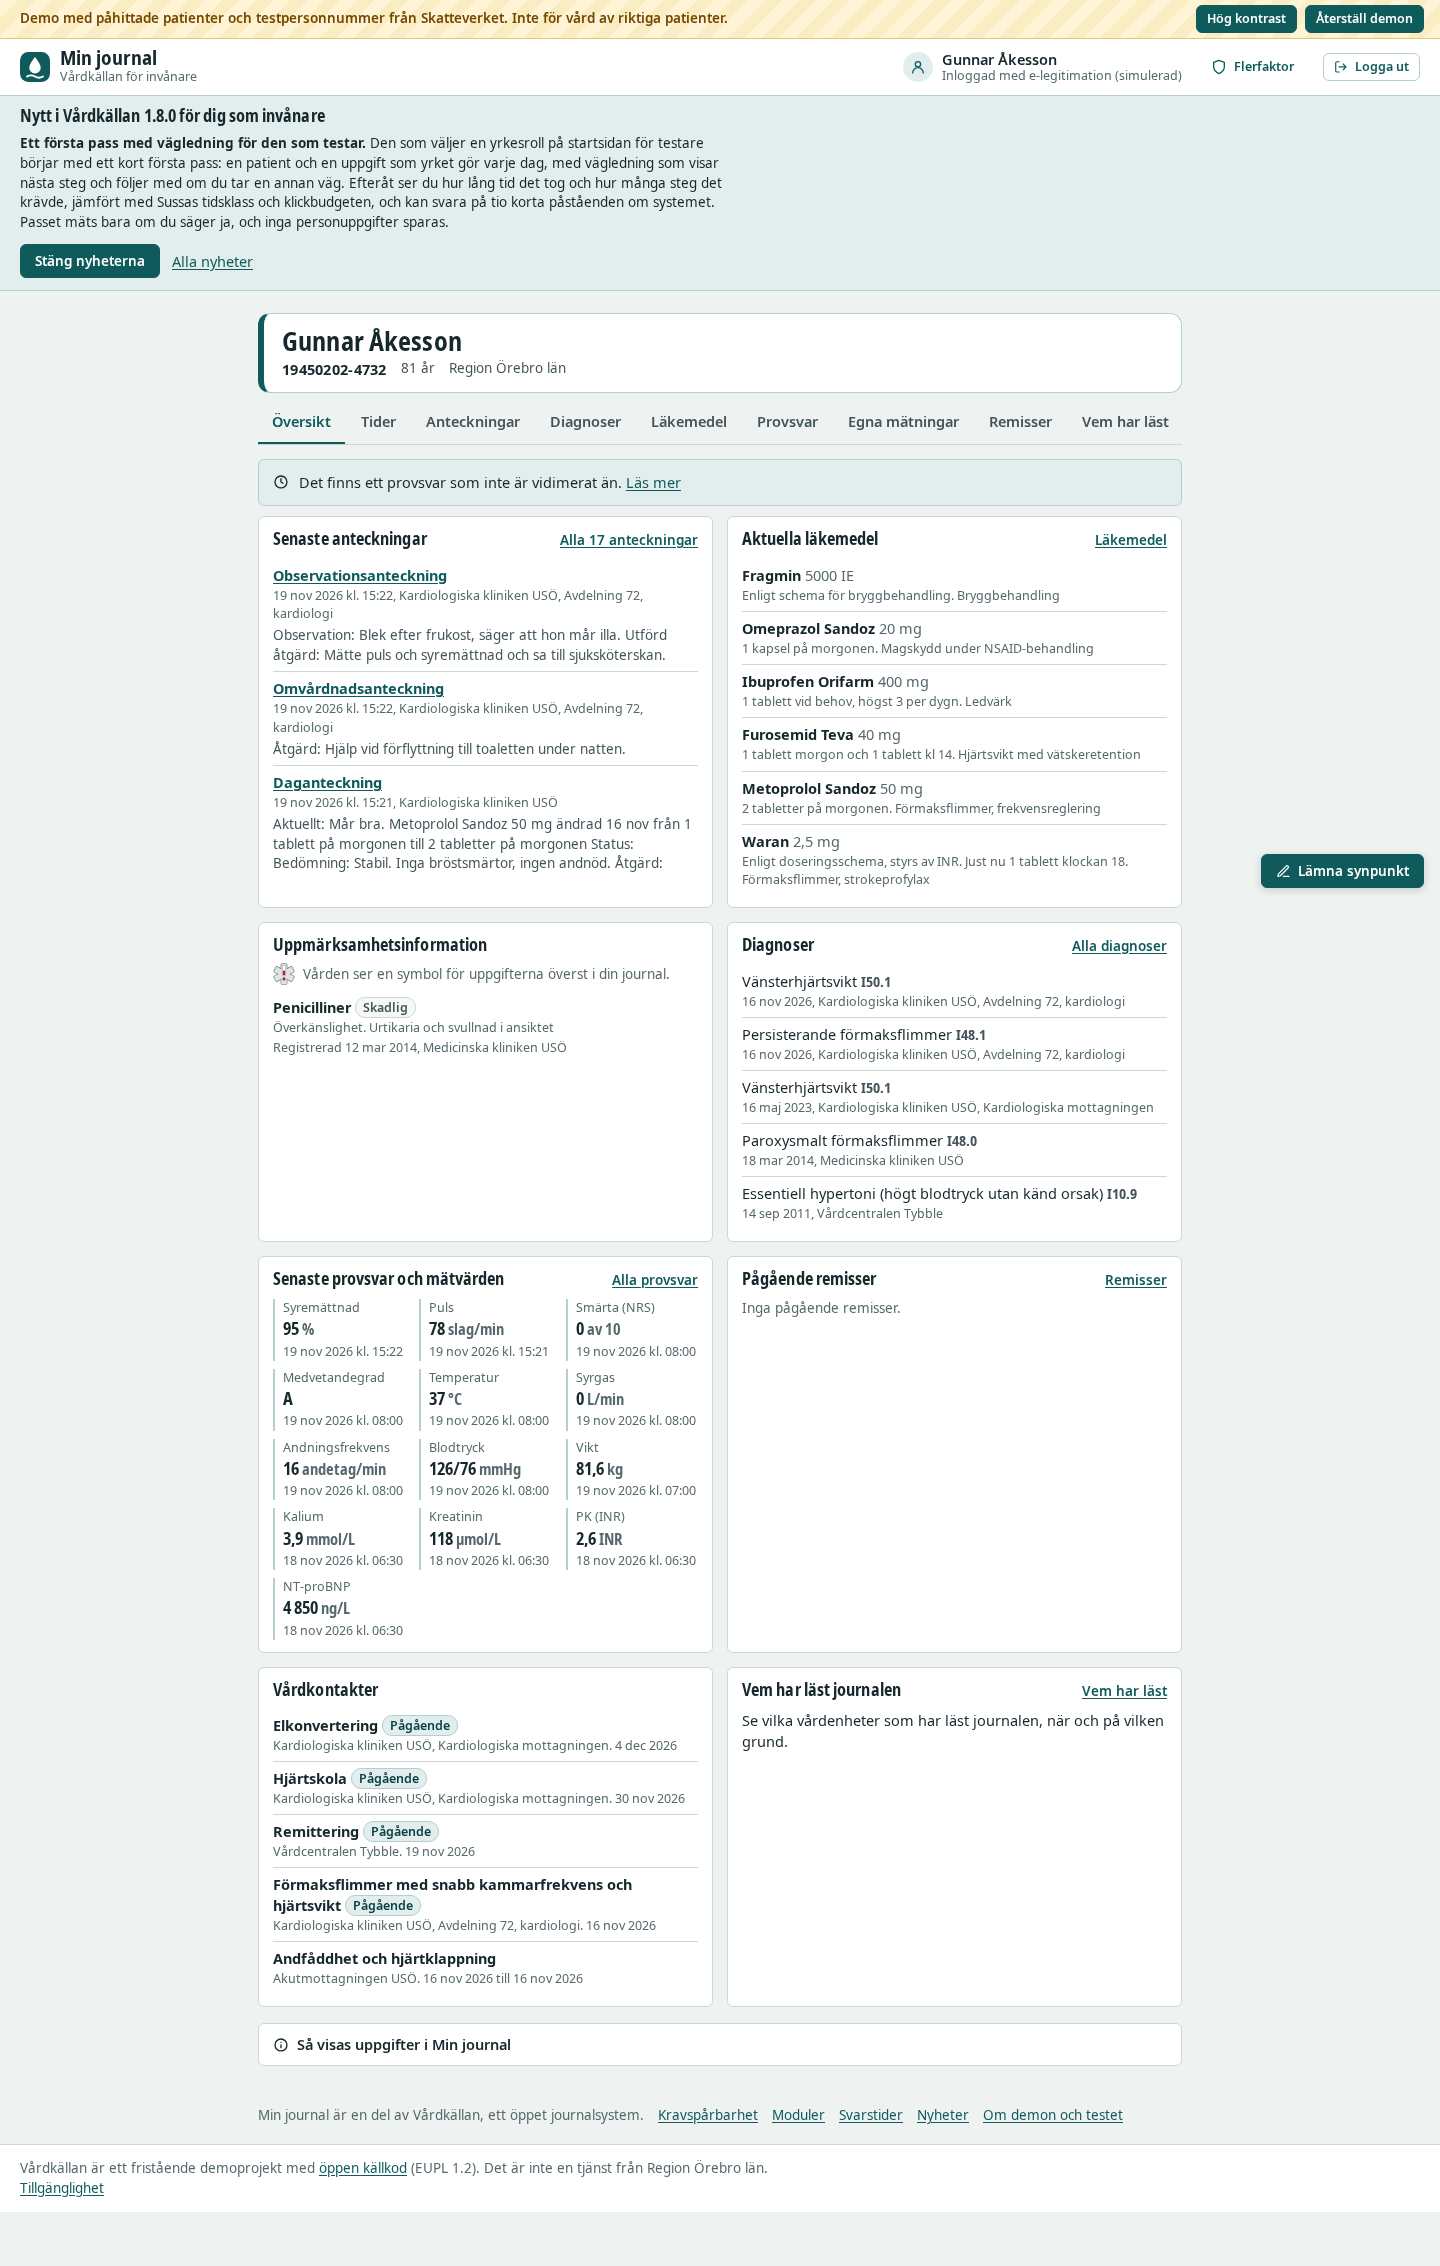 Demo med påhittade patienter och testpersonnummer från Skatteverket. Inte för vård av riktiga patienter.
Hög kontrast
Återställ demon
Min journal
Vårdkällan för invånare
Gunnar Åkesson
Inloggad med e-legitimation (simulerad)
Flerfaktor
Logga ut
Nytt i Vårdkällan 1.8.0 för dig som invånare
Ett första pass med vägledning för den som testar. Den som väljer en yrkesroll på startsidan för testare
börjar med ett kort första pass: en patient och en uppgift som yrket gör varje dag, med vägledning som visar
nästa steg och följer med om du tar en annan väg. Efteråt ser du hur lång tid det tog och hur många steg det
krävde, jämfört med Sussas tidsklass och klickbudgeten, och kan svara på tio korta påståenden om systemet.
Passet mäts bara om du säger ja, och inga personuppgifter sparas.
Stäng nyheterna
Alla nyheter
Gunnar Åkesson
19450202-4732 81 år Region Örebro län
Översikt
Tider
Anteckningar
Diagnoser
Läkemedel
Provsvar
Egna mätningar
Remisser
Vem har läst
Det finns ett provsvar som inte är vidimerat än. Läs mer
Senaste anteckningar
Alla 17 anteckningar
Observationsanteckning
19 nov 2026 kl. 15:22, Kardiologiska kliniken USÖ, Avdelning 72,
kardiologi
Observation: Blek efter frukost, säger att hon mår illa. Utförd
åtgärd: Mätte puls och syremättnad och sa till sjuksköterskan.
Omvårdnadsanteckning
19 nov 2026 kl. 15:22, Kardiologiska kliniken USÖ, Avdelning 72,
kardiologi
Åtgärd: Hjälp vid förflyttning till toaletten under natten.
Daganteckning
19 nov 2026 kl. 15:21, Kardiologiska kliniken USÖ
Aktuellt: Mår bra. Metoprolol Sandoz 50 mg ändrad 16 nov från 1
tablett på morgonen till 2 tabletter på morgonen Status:
Bedömning: Stabil. Inga bröstsmärtor, ingen andnöd. Åtgärd:
Aktuella läkemedel
Läkemedel
Fragmin 5000 IE
Enligt schema för bryggbehandling. Bryggbehandling
Omeprazol Sandoz 20 mg
1 kapsel på morgonen. Magskydd under NSAID-behandling
Ibuprofen Orifarm 400 mg
1 tablett vid behov, högst 3 per dygn. Ledvärk
Furosemid Teva 40 mg
1 tablett morgon och 1 tablett kl 14. Hjärtsvikt med vätskeretention
Metoprolol Sandoz 50 mg
2 tabletter på morgonen. Förmaksflimmer, frekvensreglering
Waran 2,5 mg
Enligt doseringsschema, styrs av INR. Just nu 1 tablett klockan 18.
Förmaksflimmer, strokeprofylax
Lämna synpunkt
Uppmärksamhetsinformation
Vården ser en symbol för uppgifterna överst i din journal.
Penicilliner Skadlig
Överkänslighet. Urtikaria och svullnad i ansiktet
Registrerad 12 mar 2014, Medicinska kliniken USÖ
Diagnoser
Alla diagnoser
Vänsterhjärtsvikt I50.1
16 nov 2026, Kardiologiska kliniken USÖ, Avdelning 72, kardiologi
Persisterande förmaksflimmer I48.1
16 nov 2026, Kardiologiska kliniken USÖ, Avdelning 72, kardiologi
Vänsterhjärtsvikt I50.1
16 maj 2023, Kardiologiska kliniken USÖ, Kardiologiska mottagningen
Paroxysmalt förmaksflimmer I48.0
18 mar 2014, Medicinska kliniken USÖ
Essentiell hypertoni (högt blodtryck utan känd orsak) I10.9
14 sep 2011, Vårdcentralen Tybble
Senaste provsvar och mätvärden
Alla provsvar
Syremättnad
95 %
19 nov 2026 kl. 15:22
Puls
78 slag/min
19 nov 2026 kl. 15:21
Smärta (NRS)
0 av 10
19 nov 2026 kl. 08:00
Medvetandegrad
A
19 nov 2026 kl. 08:00
Temperatur
37 °C
19 nov 2026 kl. 08:00
Syrgas
0 L/min
19 nov 2026 kl. 08:00
Andningsfrekvens
16 andetag/min
19 nov 2026 kl. 08:00
Blodtryck
126/76 mmHg
19 nov 2026 kl. 08:00
Vikt
81,6 kg
19 nov 2026 kl. 07:00
Kalium
3,9 mmol/L
18 nov 2026 kl. 06:30
Kreatinin
118 µmol/L
18 nov 2026 kl. 06:30
PK (INR)
2,6 INR
18 nov 2026 kl. 06:30
NT-proBNP
4 850 ng/L
18 nov 2026 kl. 06:30
Pågående remisser
Remisser
Inga pågående remisser.
Vårdkontakter
Elkonvertering Pågående
Kardiologiska kliniken USÖ, Kardiologiska mottagningen. 4 dec 2026
Hjärtskola Pågående
Kardiologiska kliniken USÖ, Kardiologiska mottagningen. 30 nov 2026
Remittering Pågående
Vårdcentralen Tybble. 19 nov 2026
Förmaksflimmer med snabb kammarfrekvens och
hjärtsvikt Pågående
Kardiologiska kliniken USÖ, Avdelning 72, kardiologi. 16 nov 2026
Andfåddhet och hjärtklappning
Akutmottagningen USÖ. 16 nov 2026 till 16 nov 2026
Vem har läst journalen
Vem har läst
Se vilka vårdenheter som har läst journalen, när och på vilken
grund.
Så visas uppgifter i Min journal
Min journal är en del av Vårdkällan, ett öppet journalsystem. Kravspårbarhet Moduler Svarstider Nyheter Om demon och testet
Vårdkällan är ett fristående demoprojekt med öppen källkod (EUPL 1.2). Det är inte en tjänst från Region Örebro län.
Tillgänglighet